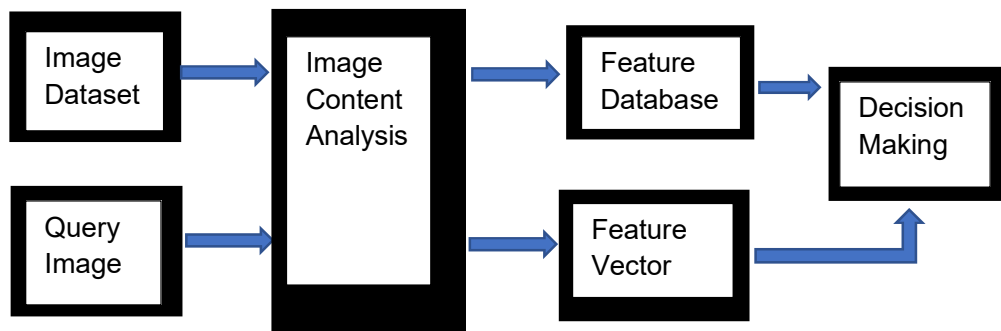 Image
Dataset
Query
Image
Image
Content
Analysis
Feature
Database
Feature
Vector
Decision
Making